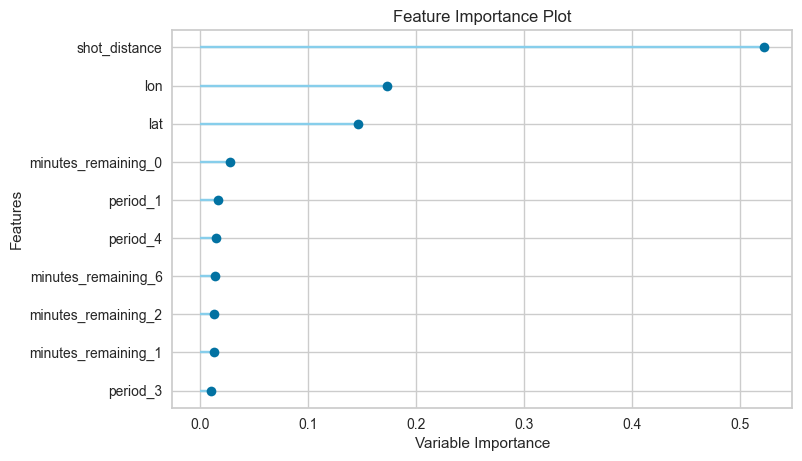 Feature Importance Plot
Features
shot_distance
lon
lat
minutes_remaining_0
period_1
period_4
minutes_remaining_6
minutes_remaining_2
minutes_remaining_1
period_3
0.0 0.1 0.2 0.3 0.4 0.5
Variable Importance